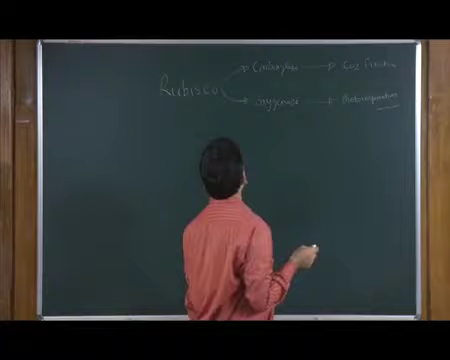 Carboxylase → CO2 fixation
Rubisco
oxygenase → Photorespiration